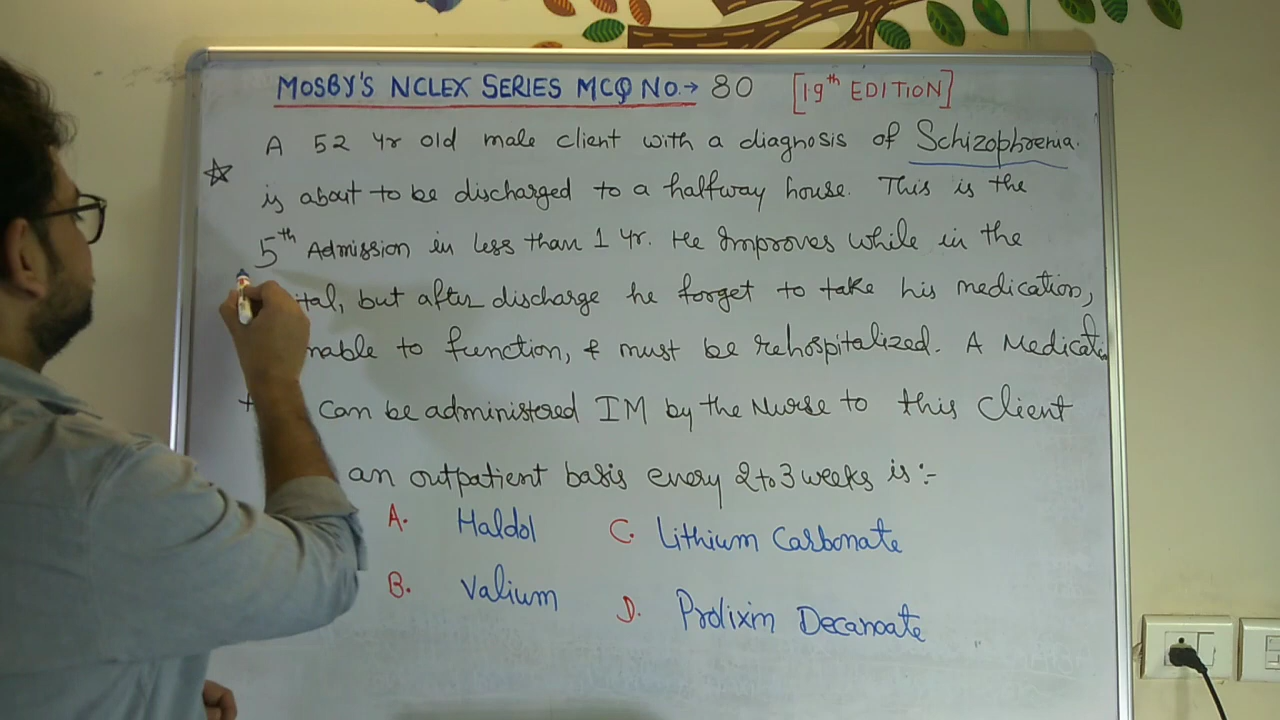 MOSBY'S NCLEX SERIES MCQ NO.→ 80 [19th EDITION]
A 52 yr old male client with a diagnosis of Schizophrenia.
is about to be discharged to a halfway house. This is the
5th Admission in less than 1 yr. He Improves while in the
ital, but after discharge he forget to take his medication,
nable to function, & must be rehospitalized. A Medicati
can be administered IM by the Nurse to this Client
an outpatient basis every 2 to 3 weeks is :-
A. Haldol C. Lithium Carbonate
B. Valium D. Prolixin Decanoate